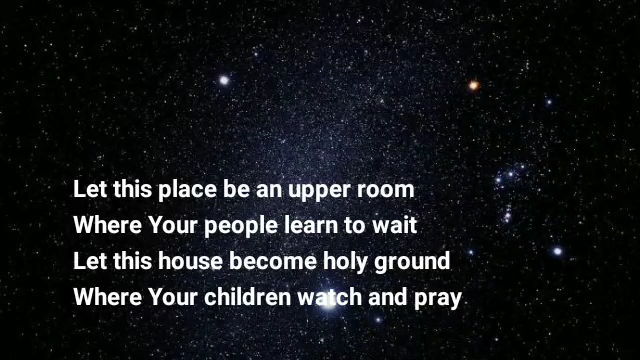 Let this place be an upper room
Where Your people learn to wait
Let this house become holy ground
Where Your children watch and pray